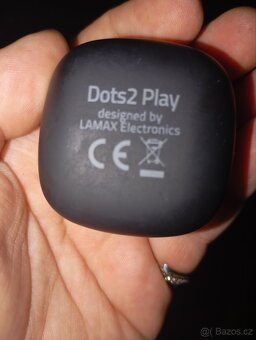 Dots2 Play
designed by
LAMAX Electronics
CE
Bazos.cz